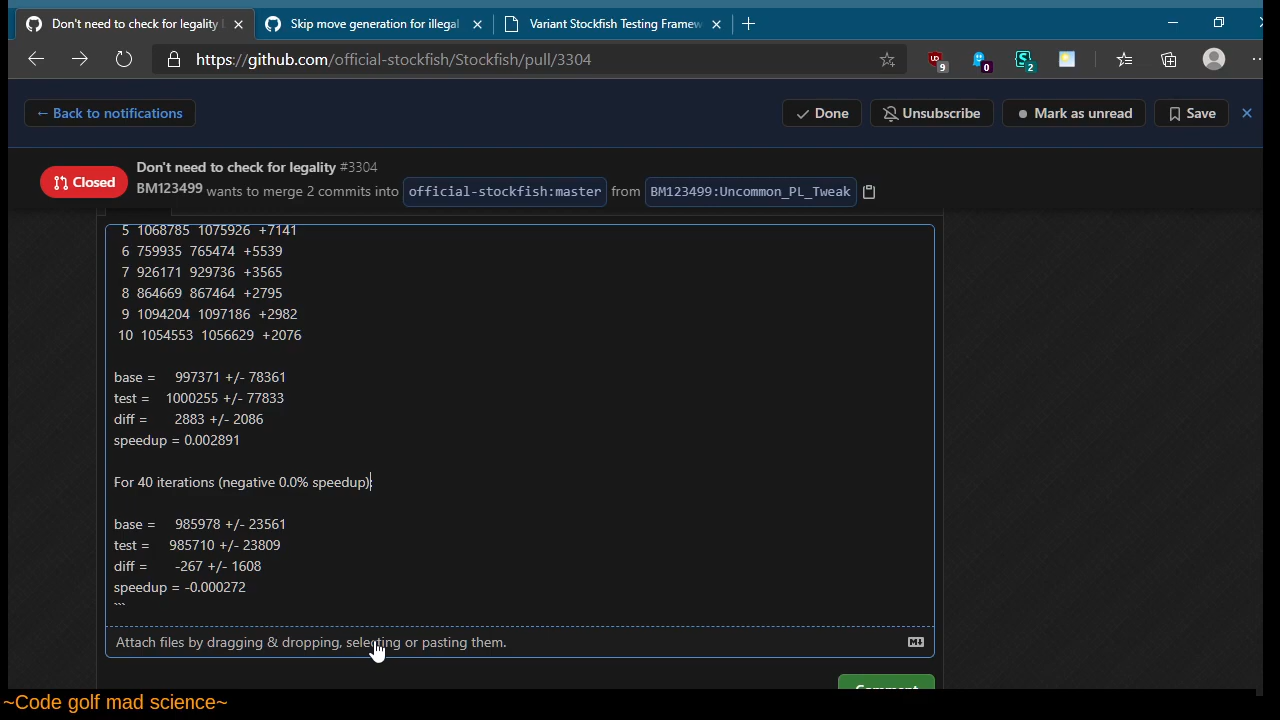 Don't need to check for legality
Skip move generation for illegal
Variant Stockfish Testing Framew
https://github.com/official-stockfish/Stockfish/pull/3304
9
0
2
← Back to notifications
Done
Unsubscribe
Mark as unread
Save
Closed
Don't need to check for legality #3304
BM123499 wants to merge 2 commits into official-stockfish:master from BM123499:Uncommon_PL_Tweak
5 1068785 1075926 +7141
6 759935 765474 +5539
7 926171 929736 +3565
8 864669 867464 +2795
9 1094204 1097186 +2982
10 1054553 1056629 +2076
base = 997371 +/- 78361
test = 1000255 +/- 77833
diff = 2883 +/- 2086
speedup = 0.002891
For 40 iterations (negative 0.0% speedup):
base = 985978 +/- 23561
test = 985710 +/- 23809
diff = -267 +/- 1608
speedup = -0.000272
```
Attach files by dragging & dropping, selecting or pasting them.
Comment
~Code golf mad science~